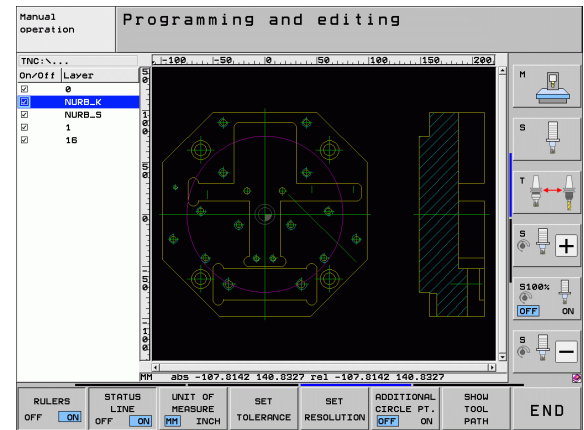 Manual
operation
Programming and editing
TNC:\...
On/Off Layer
0
NURB_K
NURB_S
1
16
-100 -50 0 50 100 150 200
MM abs -107.8142 140.8327 rel -107.8142 140.8327
M
S
T
S
S100%
OFF ON
S
RULERS
OFF ON
STATUS
LINE
OFF ON
UNIT OF
MEASURE
MM INCH
SET
TOLERANCE
SET
RESOLUTION
ADDITIONAL
CIRCLE PT.
OFF ON
SHOW
TOOL
PATH
END